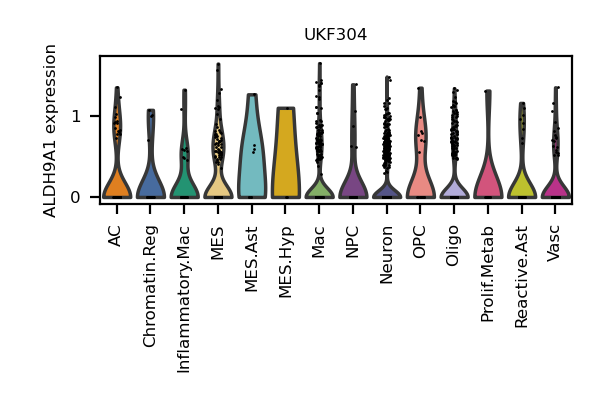 UKF304
ALDH9A1 expression
1
0
AC
Chromatin.Reg
Inflammatory.Mac
MES
MES.Ast
MES.Hyp
Mac
NPC
Neuron
OPC
Oligo
Prolif.Metab
Reactive.Ast
Vasc